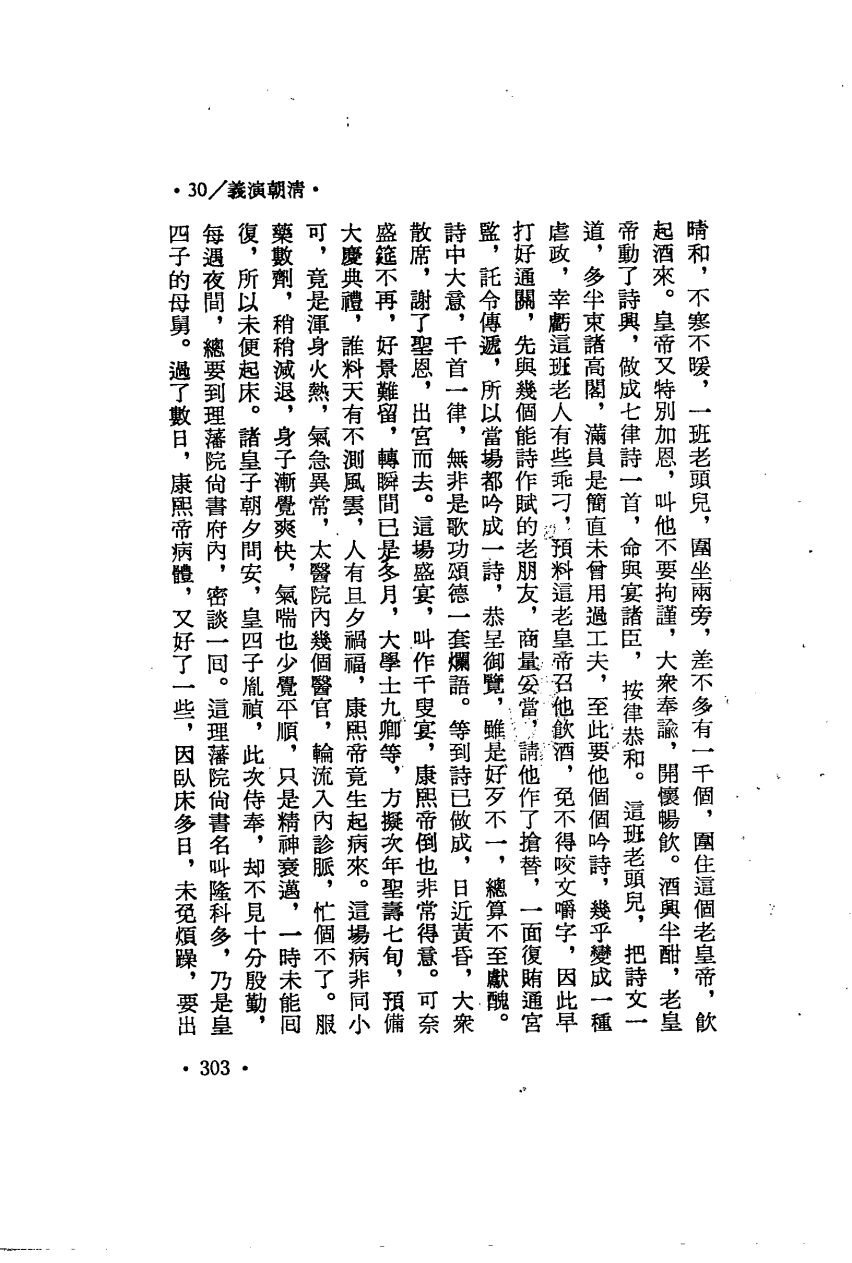 •30/義演朝清•
晴和，不寒不暖，一班老頭兒，圍坐兩旁，差不多有一千個，圍住這個老皇帝，飲
起酒來。皇帝又特別加恩，叫他不要拘謹，大衆奉諭，開懷暢飲。酒興半酣，老皇
帝動了詩興，做成七律詩一首，命與宴諸臣，按律恭和。這班老頭兒，把詩文一
道，多半束諸高閣，滿員是簡直未曾用過工夫，至此要他個個吟詩，幾乎變成一種
虐政，幸虧這班老人有些乖刁，預料這老皇帝召他飲酒，免不得咬文嚼字，因此早
打好通關，先與幾個能詩作賦的老朋友，商量妥當，請他作了搶替，一面復賄通宮
監，託令傳遞，所以當場都吟成一詩，恭呈御覽，雖是好歹不一，總算不至獻醜。
詩中大意，千首一律，無非是歌功頌德一套爛語。等到詩已做成，日近黃昏，大衆
散席，謝了聖恩，出宮而去。這場盛宴，叫作千叟宴，康熙帝倒也非常得意。可奈
盛筵不再，好景難留，轉瞬間已是冬月，大學士九卿等，方擬次年聖壽七旬，預備
大慶典禮，誰料天有不測風雲，人有旦夕禍福，康熙帝竟生起病來。這場病非同小
可，竟是渾身火熱，氣急異常，太醫院內幾個醫官，輪流入內診脈，忙個不了。服
藥數劑，稍稍減退，身子漸覺爽快，氣喘也少覺平順，只是精神衰邁，一時未能回
復，所以未便起床。諸皇子朝夕問安，皇四子胤禎，此次侍奉，却不見十分殷勤，
每遇夜間，總要到理藩院尚書府內，密談一回。這理藩院尚書名叫隆科多，乃是皇
四子的母舅。過了數日，康熙帝病體，又好了一些，因臥床多日，未免煩躁，要出
•303•